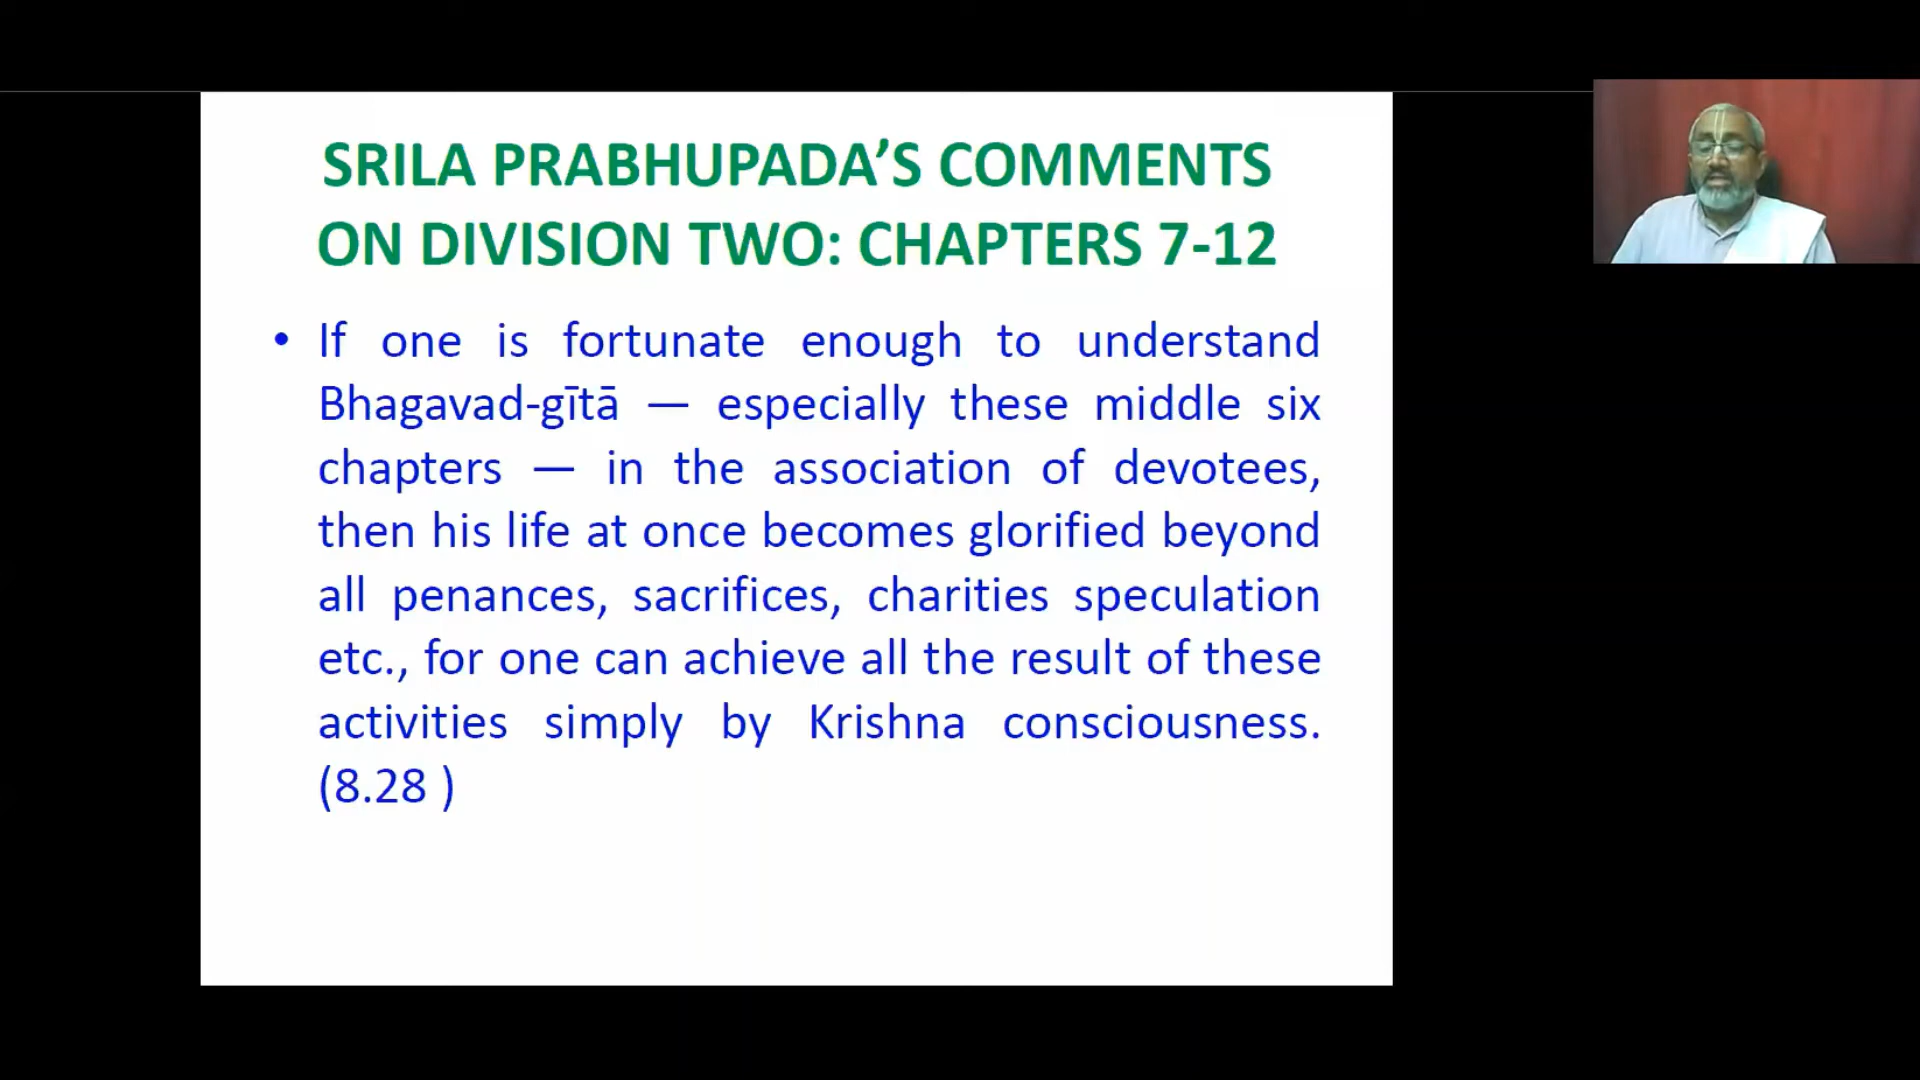 SRILA PRABHUPADA’S COMMENTS
ON DIVISION TWO: CHAPTERS 7-12
• If one is fortunate enough to understand
Bhagavad-gītā — especially these middle six
chapters — in the association of devotees,
then his life at once becomes glorified beyond
all penances, sacrifices, charities speculation
etc., for one can achieve all the result of these
activities simply by Krishna consciousness.
(8.28 )